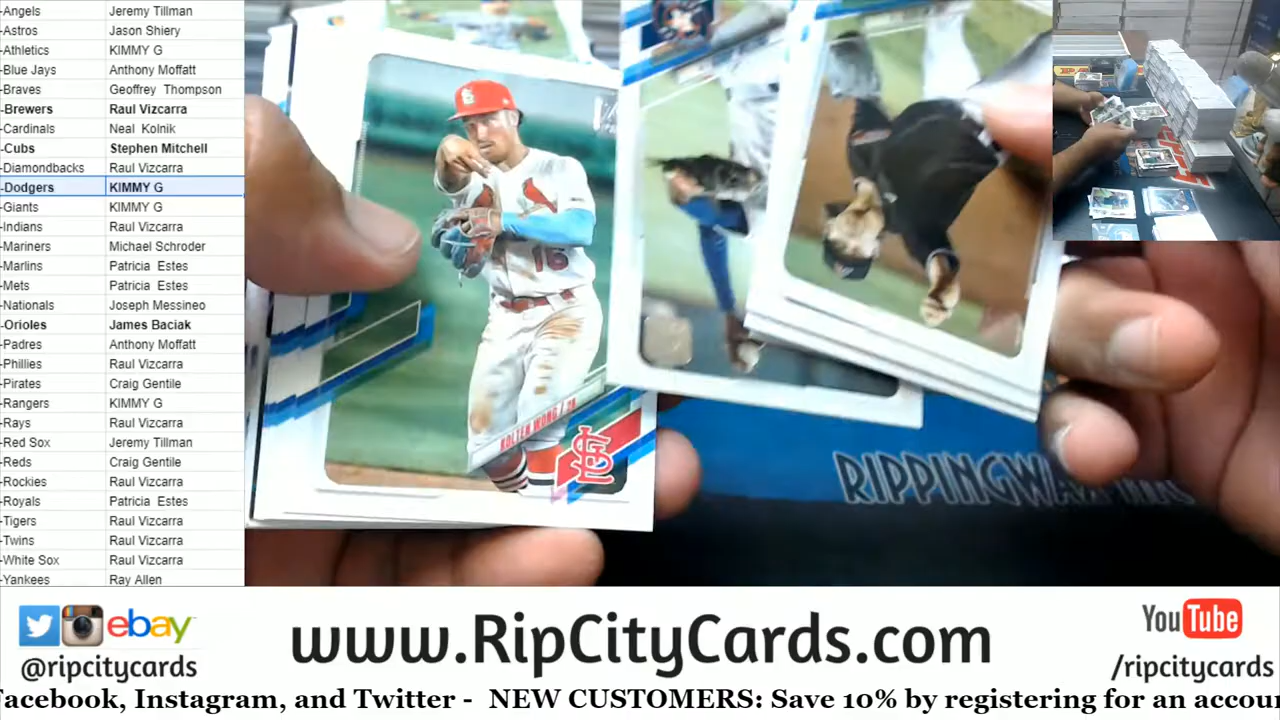 -Angels Jeremy Tillman
-Astros Jason Shiery
-Athletics KIMMY G
-Blue Jays Anthony Moffatt
-Braves Geoffrey Thompson
-Brewers Raul Vizcarra
-Cardinals Neal Kolnik
-Cubs Stephen Mitchell
-Diamondbacks Raul Vizcarra
-Dodgers KIMMY G
-Giants KIMMY G
-Indians Raul Vizcarra
-Mariners Michael Schroder
-Marlins Patricia Estes
-Mets Patricia Estes
-Nationals Joseph Messineo
-Orioles James Baciak
-Padres Anthony Moffatt
-Phillies Raul Vizcarra
-Pirates Craig Gentile
-Rangers KIMMY G
-Rays Raul Vizcarra
-Red Sox Jeremy Tillman
-Reds Craig Gentile
-Rockies Raul Vizcarra
-Royals Patricia Estes
-Tigers Raul Vizcarra
-Twins Raul Vizcarra
-White Sox Raul Vizcarra
-Yankees Ray Allen
16
KOLTEN WONG / 2B
RIPPINGW
ebay
@ripcitycards
www.RipCityCards.com
YouTube
/ripcitycards
Facebook, Instagram, and Twitter - NEW CUSTOMERS: Save 10% by registering for an accou